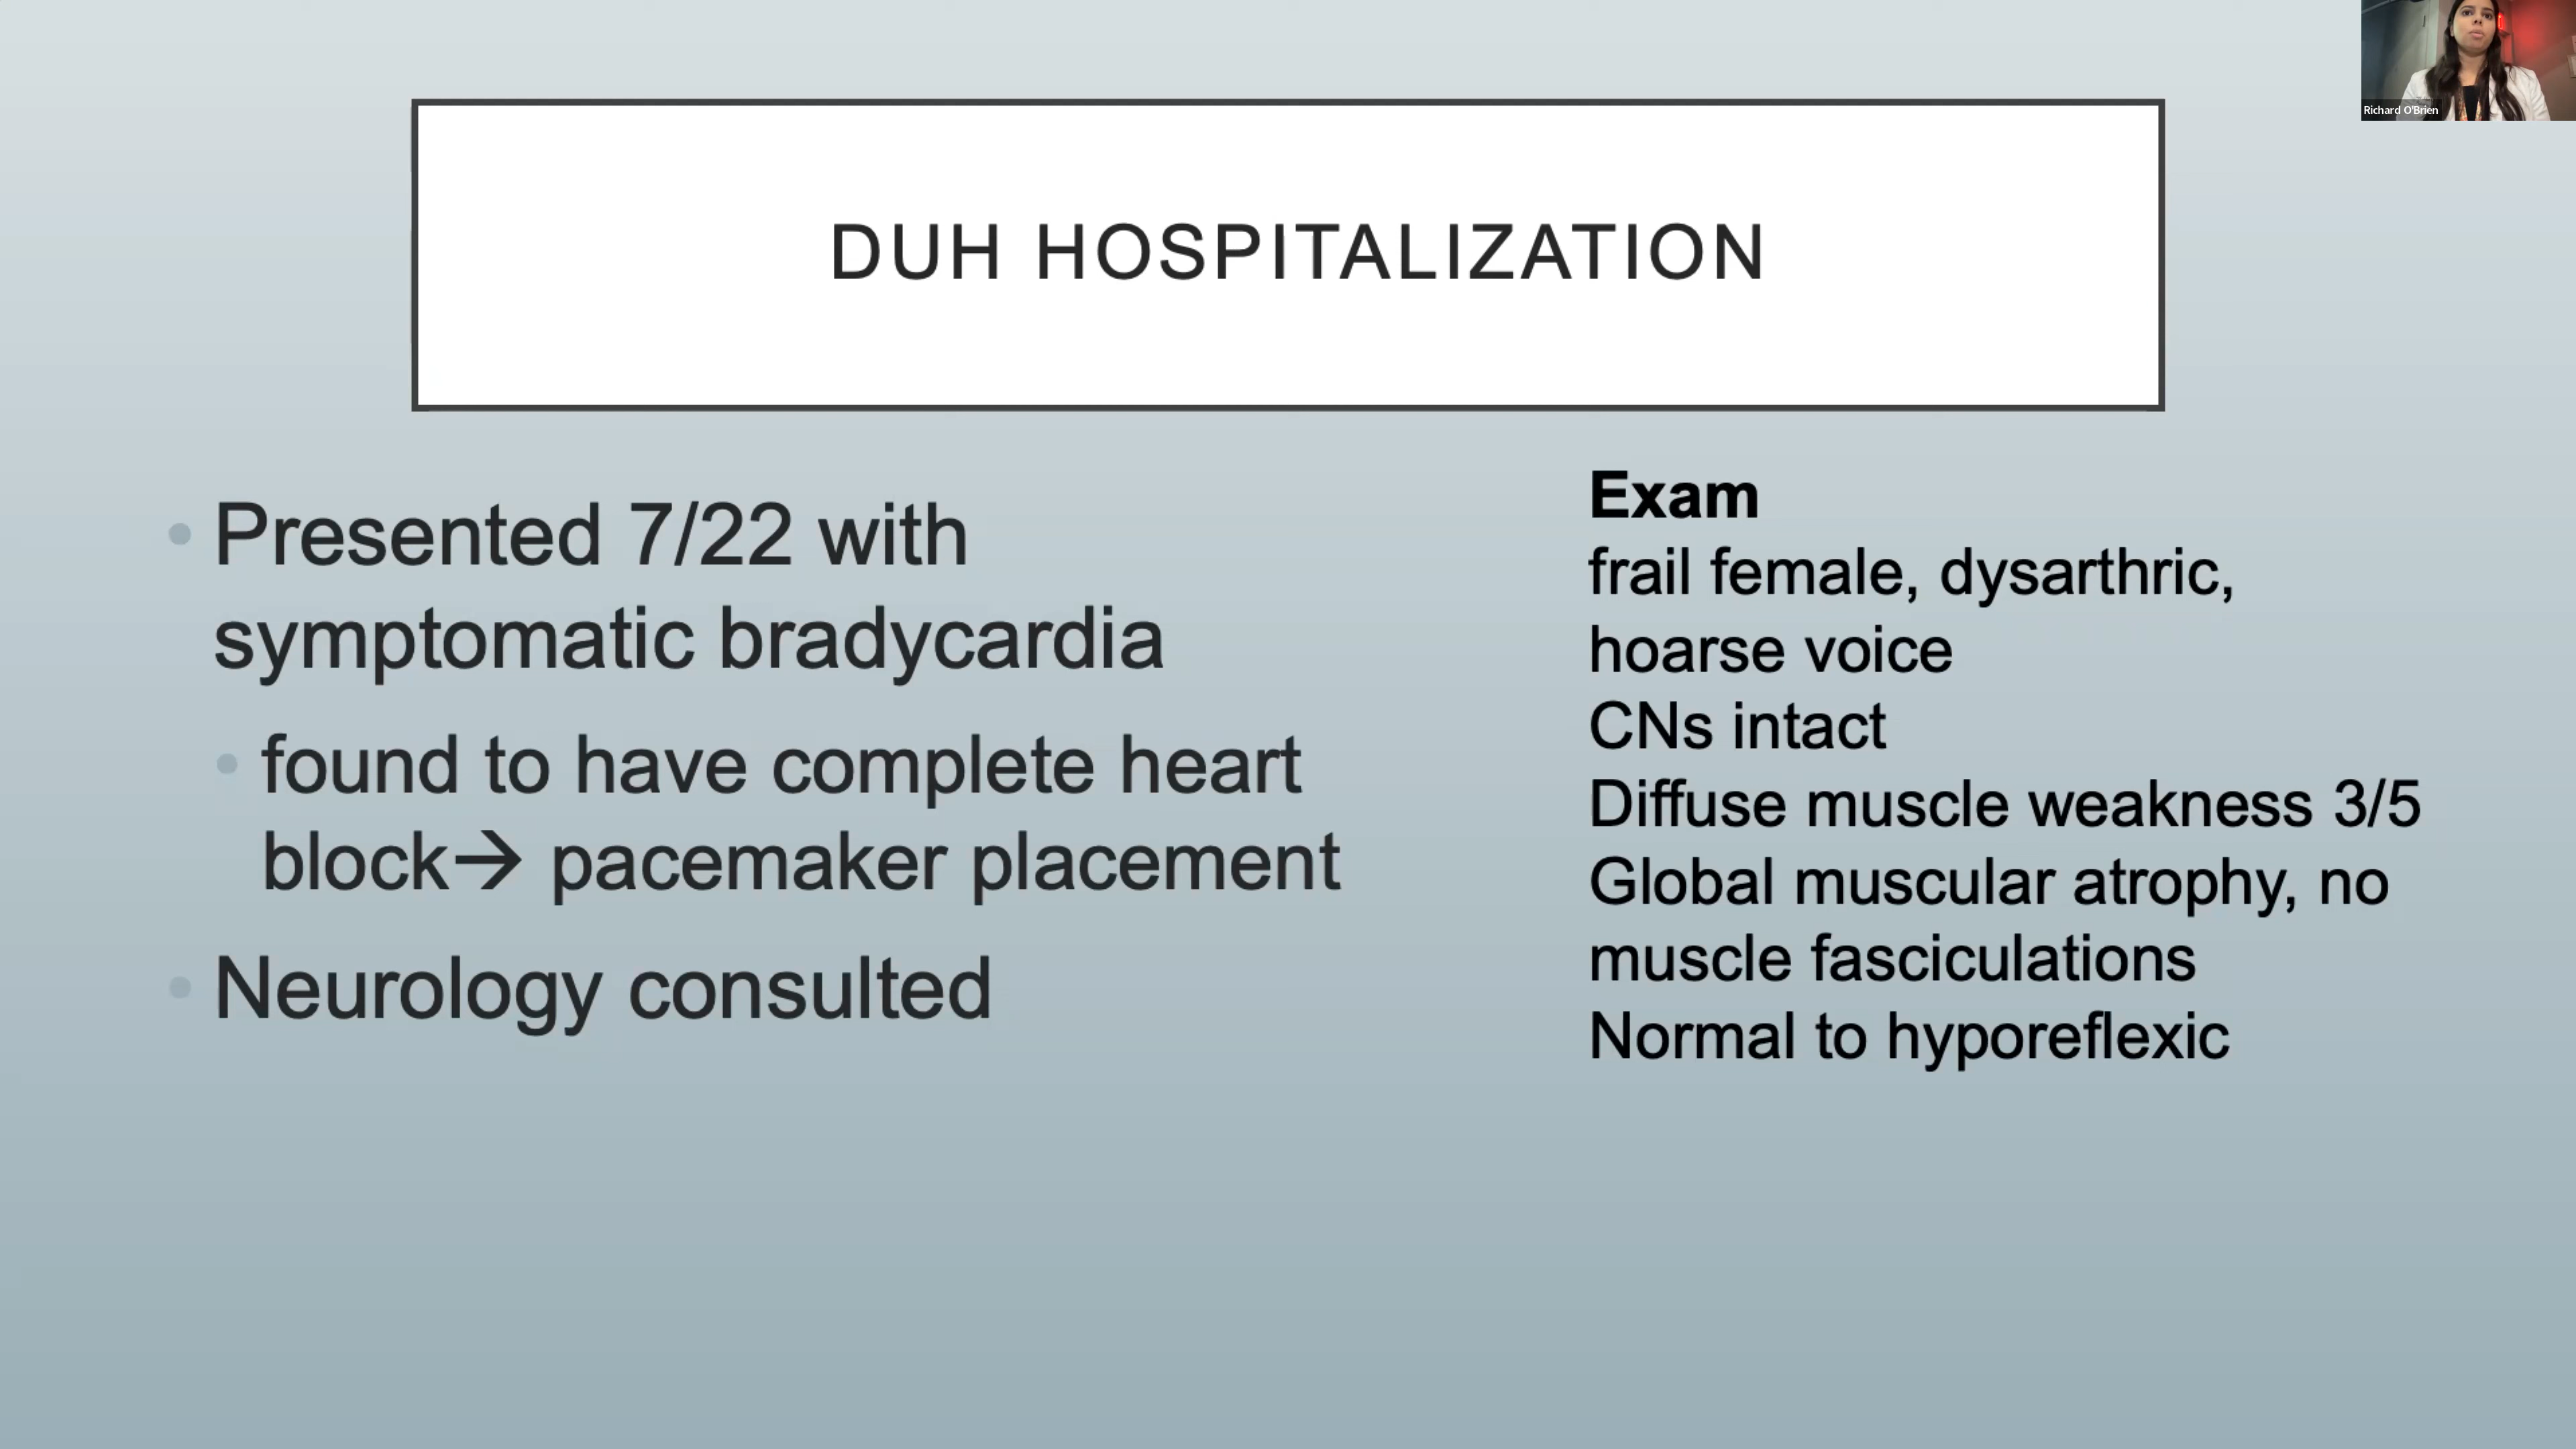 Richard O'Brien
DUH HOSPITALIZATION
• Presented 7/22 with
symptomatic bradycardia
• found to have complete heart
block→ pacemaker placement
• Neurology consulted
Exam
frail female, dysarthric,
hoarse voice
CNs intact
Diffuse muscle weakness 3/5
Global muscular atrophy, no
muscle fasciculations
Normal to hyporeflexic